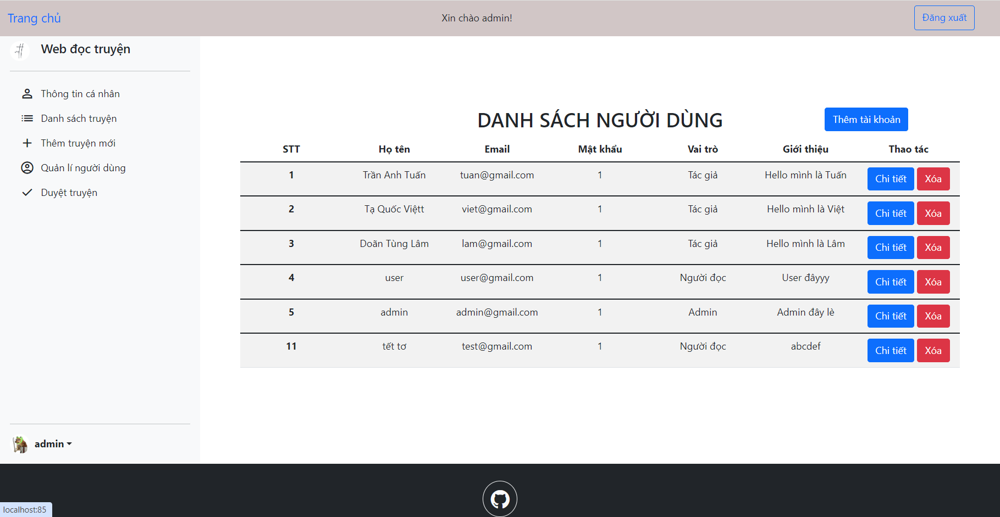 Trang chủ Xin chào admin! Đăng xuất
Web đọc truyện
Thông tin cá nhân
Danh sách truyện
Thêm truyện mới
Quản lí người dùng
Duyệt truyện
DANH SÁCH NGƯỜI DÙNG Thêm tài khoản
STT Họ tên Email Mật khẩu Vai trò Giới thiệu Thao tác
1 Trần Anh Tuấn tuan@gmail.com 1 Tác giả Hello mình là Tuấn Chi tiết Xóa
2 Tạ Quốc Việtt viet@gmail.com 1 Tác giả Hello mình là Việt Chi tiết Xóa
3 Doãn Tùng Lâm lam@gmail.com 1 Tác giả Hello mình là Lâm Chi tiết Xóa
4 user user@gmail.com 1 Người đọc User đâyyy Chi tiết Xóa
5 admin admin@gmail.com 1 Admin Admin đây lè Chi tiết Xóa
11 tết tơ test@gmail.com 1 Người đọc abcdef Chi tiết Xóa
admin
localhost:85